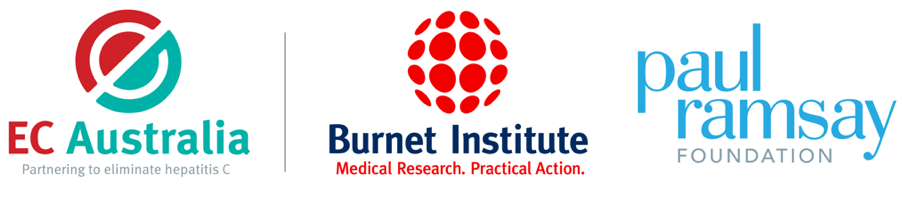 EC Australia
Partnering to eliminate hepatitis C
Burnet Institute
Medical Research. Practical Action.
paul
ramsay
FOUNDATION